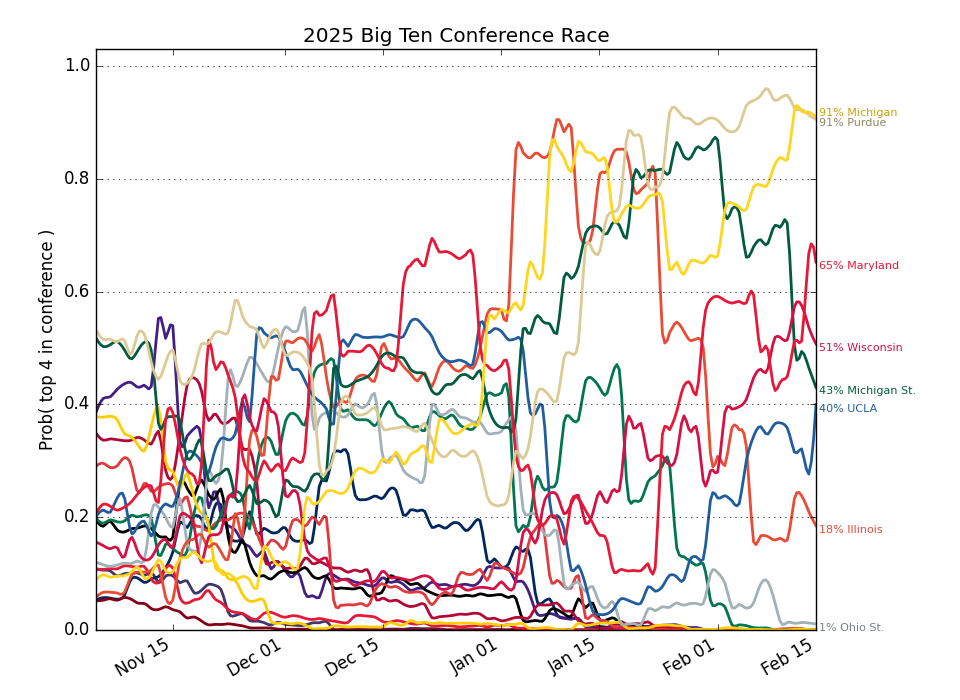 2025 Big Ten Conference Race
Prob( top 4 in conference )
1.0
0.8
0.6
0.4
0.2
0.0
Nov 15
Dec 01
Dec 15
Jan 01
Jan 15
Feb 01
Feb 15
91% Michigan
91% Purdue
65% Maryland
51% Wisconsin
43% Michigan St.
40% UCLA
18% Illinois
1% Ohio St.